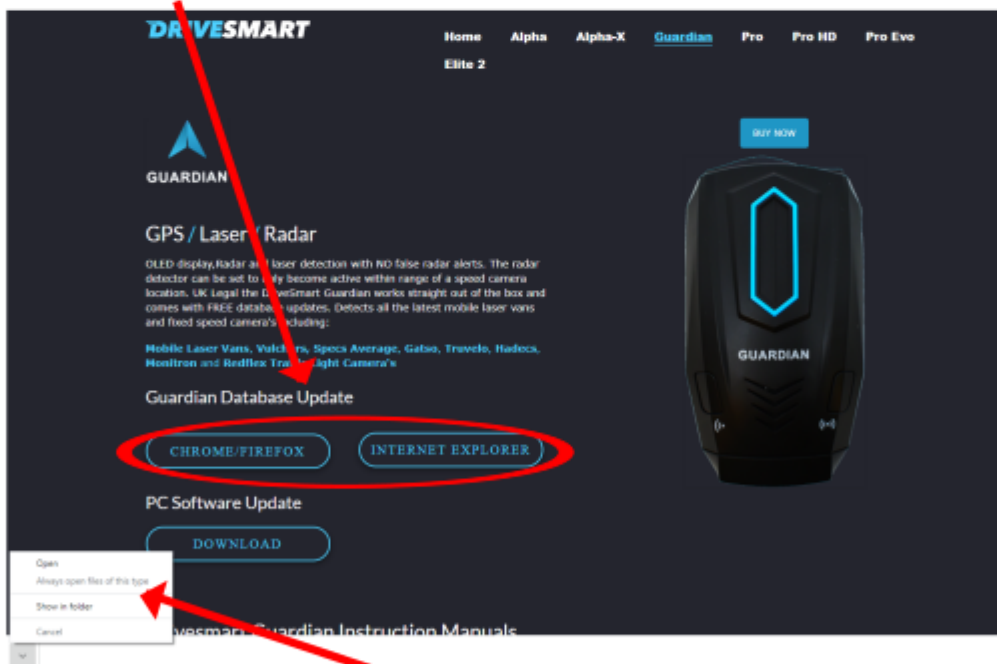 DRIVESMART
Home Alpha Alpha-X Guardian Pro Pro HD Pro Evo
Elite 2
BUY NOW
GUARDIAN
GPS / Laser / Radar
OLED display,Radar and laser detection with NO false radar alerts. The radar
detector can be set to only become active within range of a speed camera
location. UK Legal the DriveSmart Guardian works straight out of the box and
comes with FREE database updates. Detects all the latest mobile laser vans
and fixed speed camera's including:
Mobile Laser Vans, Vulchers, Specs Average, Gatso, Truvelo, Hadecs,
Monitron and Redflex Traffic Light Camera's
GUARDIAN
Guardian Database Update
CHROME/FIREFOX INTERNET EXPLORER
PC Software Update
DOWNLOAD
Open
Always open files of this type
Show in folder
Cancel
Guardian Instruction Manuals